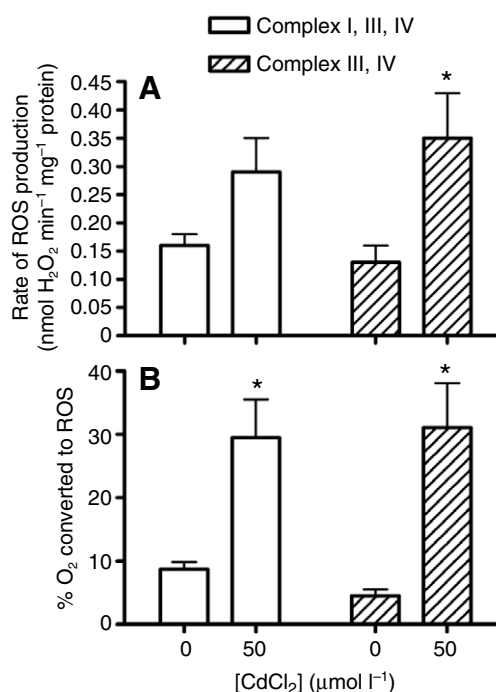 Complex I, III, IV
Complex III, IV
A
Rate of ROS production
(nmol H₂O₂ min⁻¹ mg⁻¹ protein)
0.45
0.40
0.35
0.30
0.25
0.20
0.15
0.10
0.05
0
*
B
% O₂ converted to ROS
40
30
20
10
0
*
*
0
50
0
50
[CdCl₂] (μmol l⁻¹)